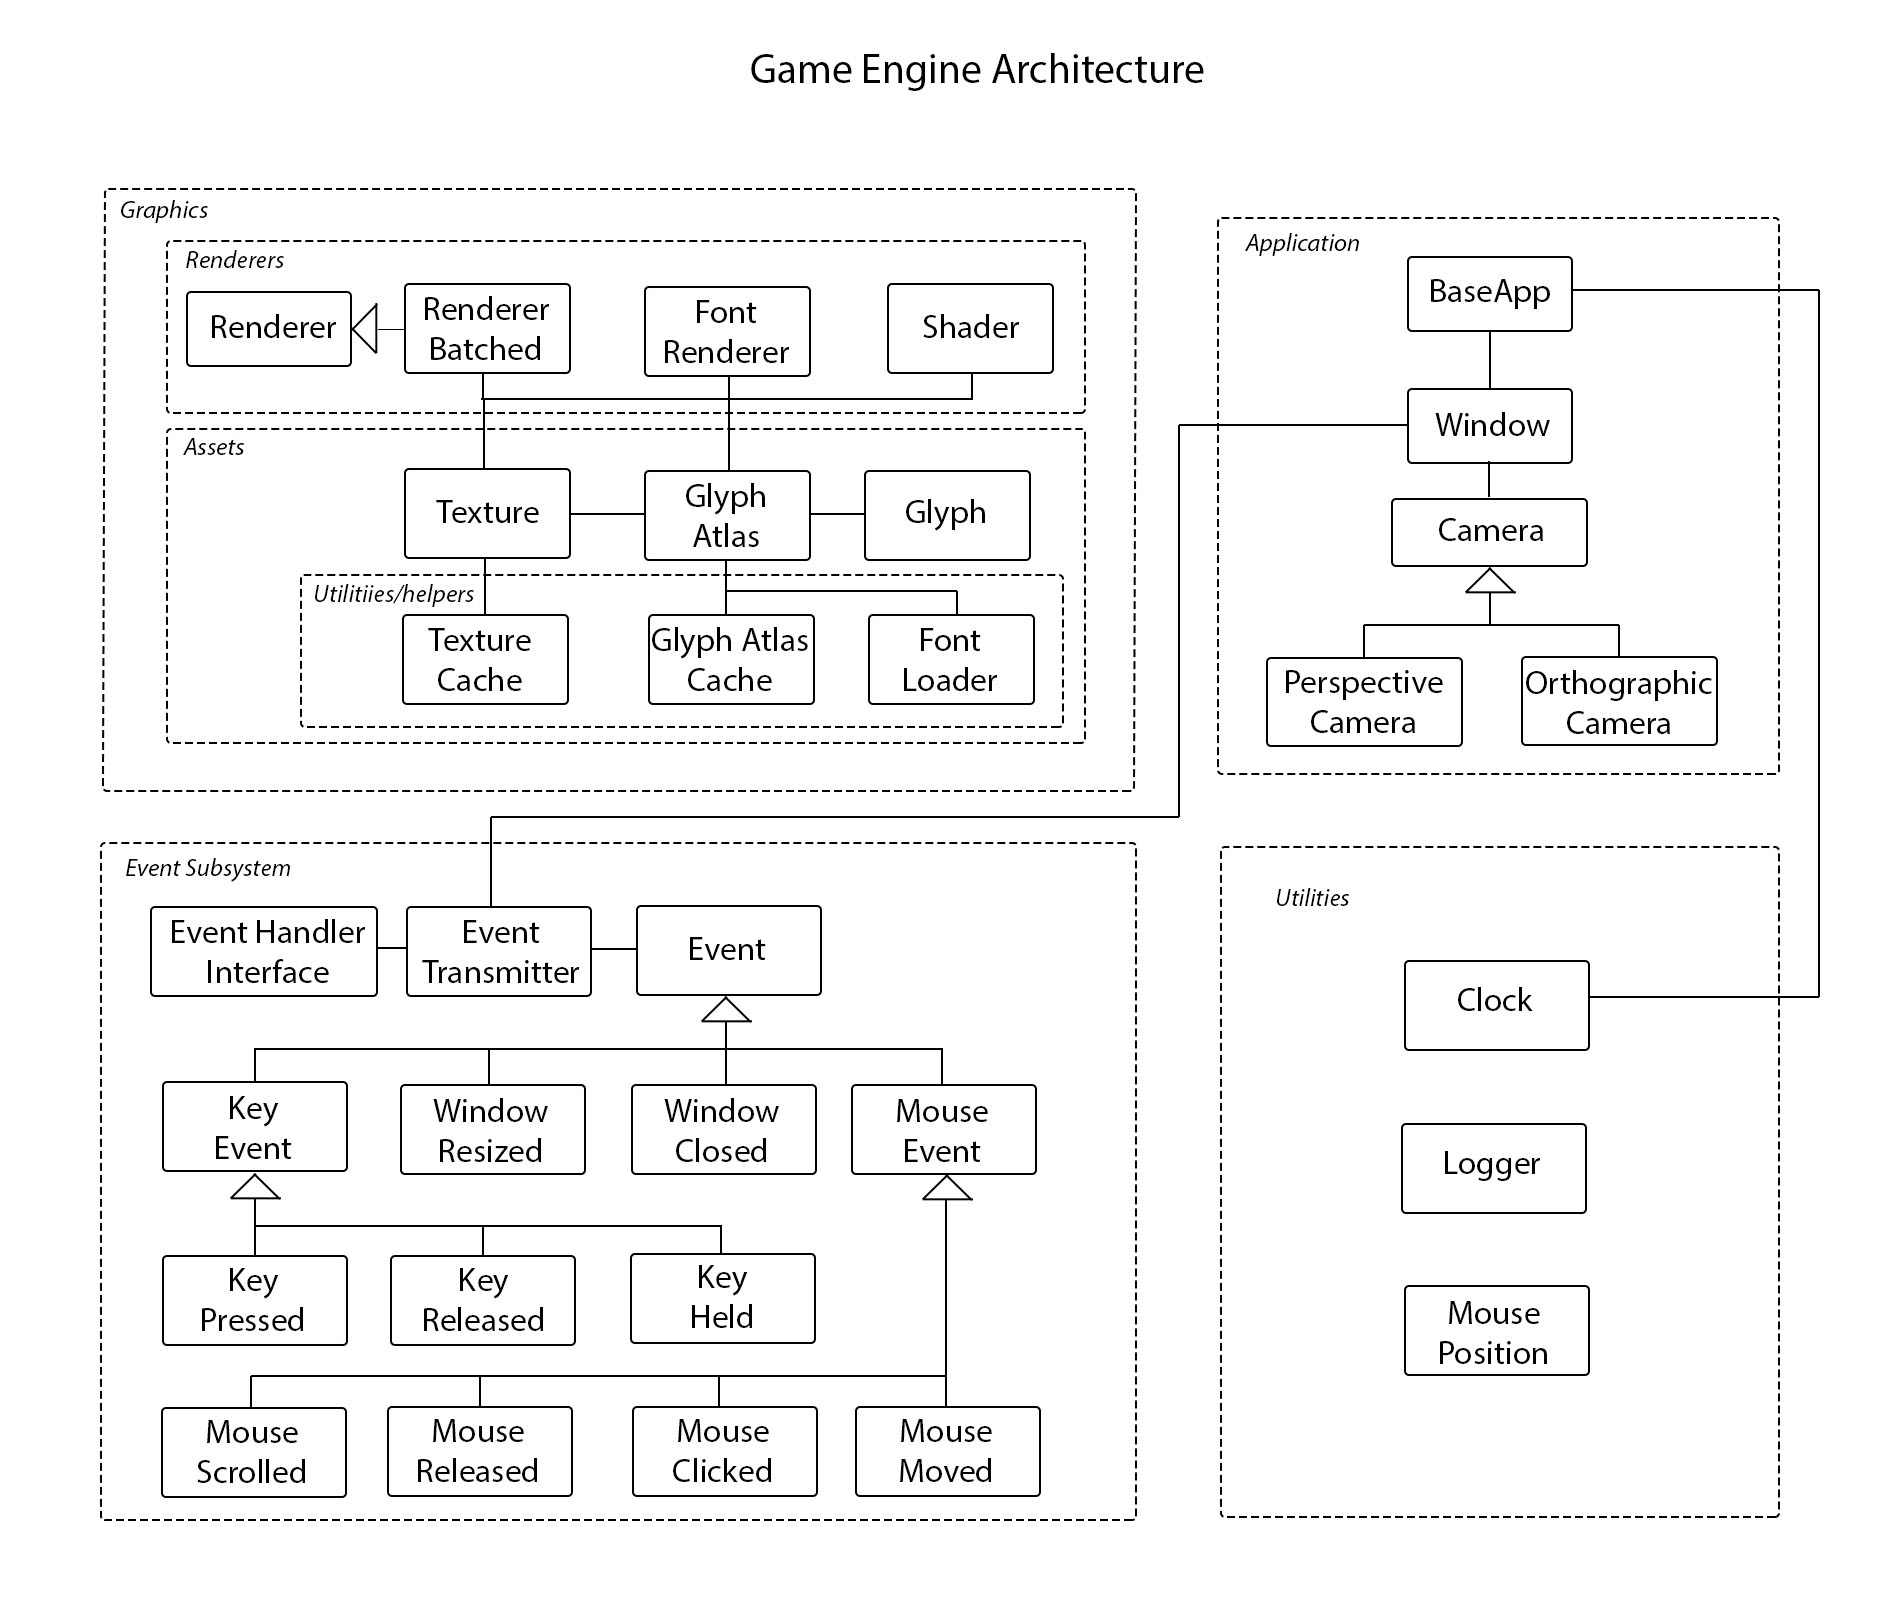 Game Engine Architecture
Graphics
Renderers
Renderer
Renderer
Batched
Font
Renderer
Shader
Assets
Texture
Glyph
Atlas
Glyph
Utilitiies/helpers
Texture
Cache
Glyph Atlas
Cache
Font
Loader
Application
BaseApp
Window
Camera
Perspective
Camera
Orthographic
Camera
Event Subsystem
Event Handler
Interface
Event
Transmitter
Event
Key
Event
Window
Resized
Window
Closed
Mouse
Event
Key
Pressed
Key
Released
Key
Held
Mouse
Scrolled
Mouse
Released
Mouse
Clicked
Mouse
Moved
Utilities
Clock
Logger
Mouse
Position